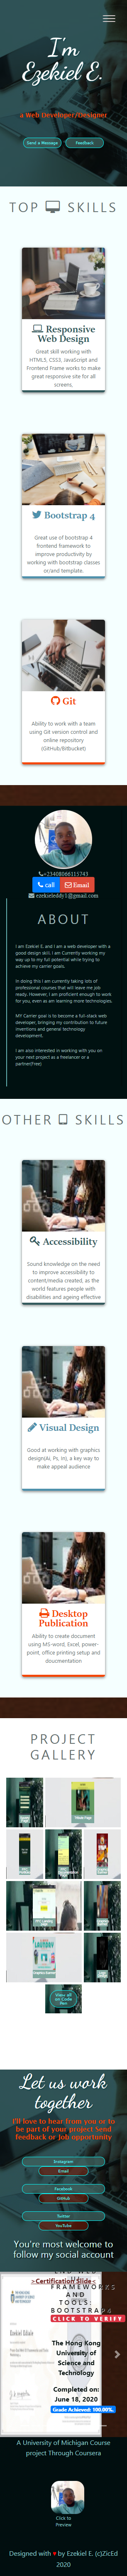 I'm
Ezekiel E.
a Web Developer/Designer
Send a Message
Feedback
TOP SKILLS
Responsive
Web Design
Great skill working with
HTML5, CSS3, JavaScript and
Frontend Frame works to make
great responsive site for all
screens,
Bootstrap 4
Great use of bootstrap 4
frontend framework to
improve productivity by
working with bootstrap classes
or/and template.
Git
Ability to work with a team
using Git version control and
online repository
(GitHub/Bitbucket)
+23408066115743
call
Email
ezekieleddy1@gmail.com
ABOUT
I am Ezekiel E, and I am a web developer with a
good design skill, I am Currently working my
way up to my full potential while trying to
achieve my carrier goals.
In doing this I am currently taking lots of
professional courses that will leave me job
ready. However, I am proficient enough to work
for you, even as am learning more technologies.
MY Carrier goal is to become a full-stack web
developer, bringing my contribution to future
inventions and general technology
development.
I am also interested in working with you on
your next project as a freelancer or a
partner(Free)
OTHER SKILLS
Accessibility
Sound knowledge on the need
to improve accessibility to
content/media created, as the
world features people with
disabilities and ageing effective
Visual Design
Good at working with graphics
design(Ai, Ps, In), a key way to
make appeal audience
Desktop
Publication
Ability to create document
using MS-word, Excel, power-
point, office printing setup and
doucmentation
PROJECT
GALLERY
LAUNDRY
View all
on Code
Pen
Let us work
together
I'll love to hear from you or to
be part of your project Send
Feedback or Job opportunity
Instagram
Email
Facebook
GitHub
Twitter
YouTube
You're most welcome to
follow my social account
>Certification Slide<
FRAMEWORKS
AND
TOOLS:
BOOTSTRAP4
CLICK TO VERIFY
The Hong Kong
University of
Science and
Technology
Completed on:
June 18, 2020
Grade Achieved: 100.00%.
A University of Michigan Course
project Through Coursera
Click to
Preview
Designed with by Ezekiel E. (c)ZicEd
2020